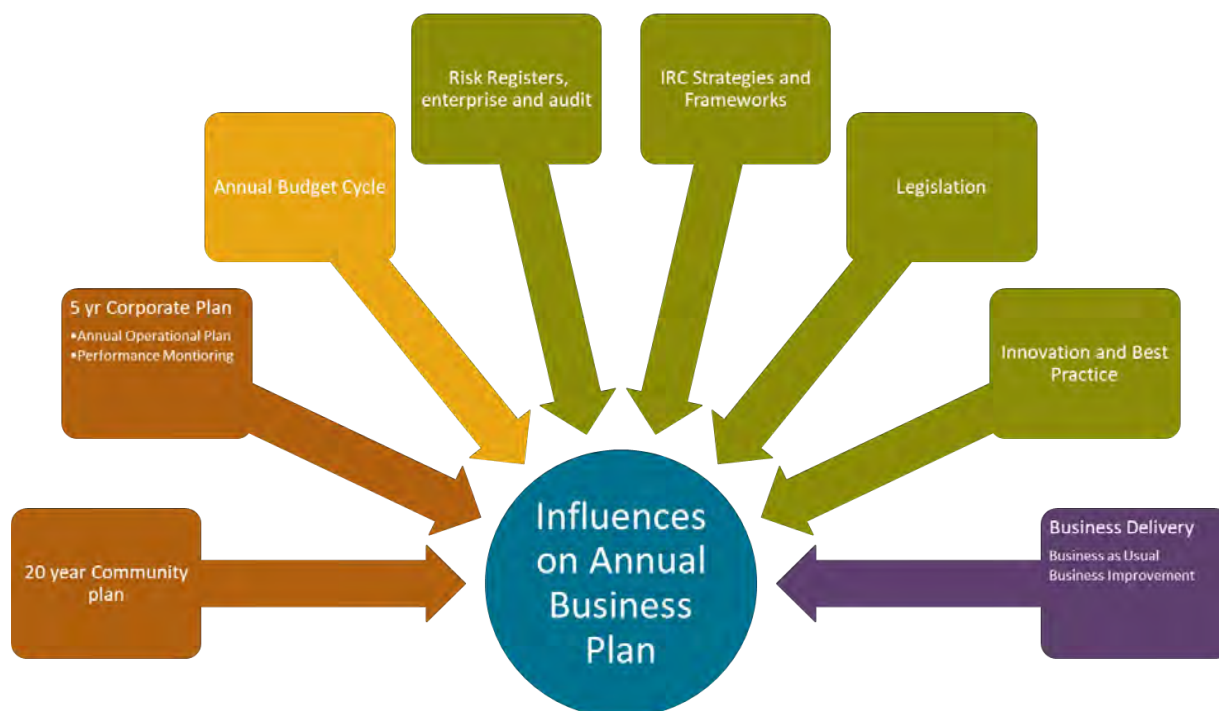 Risk Registers,
enterprise and audit
IRC Strategies and
Frameworks
Annual Budget Cycle
Legislation
5 yr Corporate Plan
•Annual Operational Plan
•Performance Montioring
Innovation and Best
Practice
20 year Community
plan
Business Delivery
Business as Usual
Business Improvement
Influences
on Annual
Business
Plan